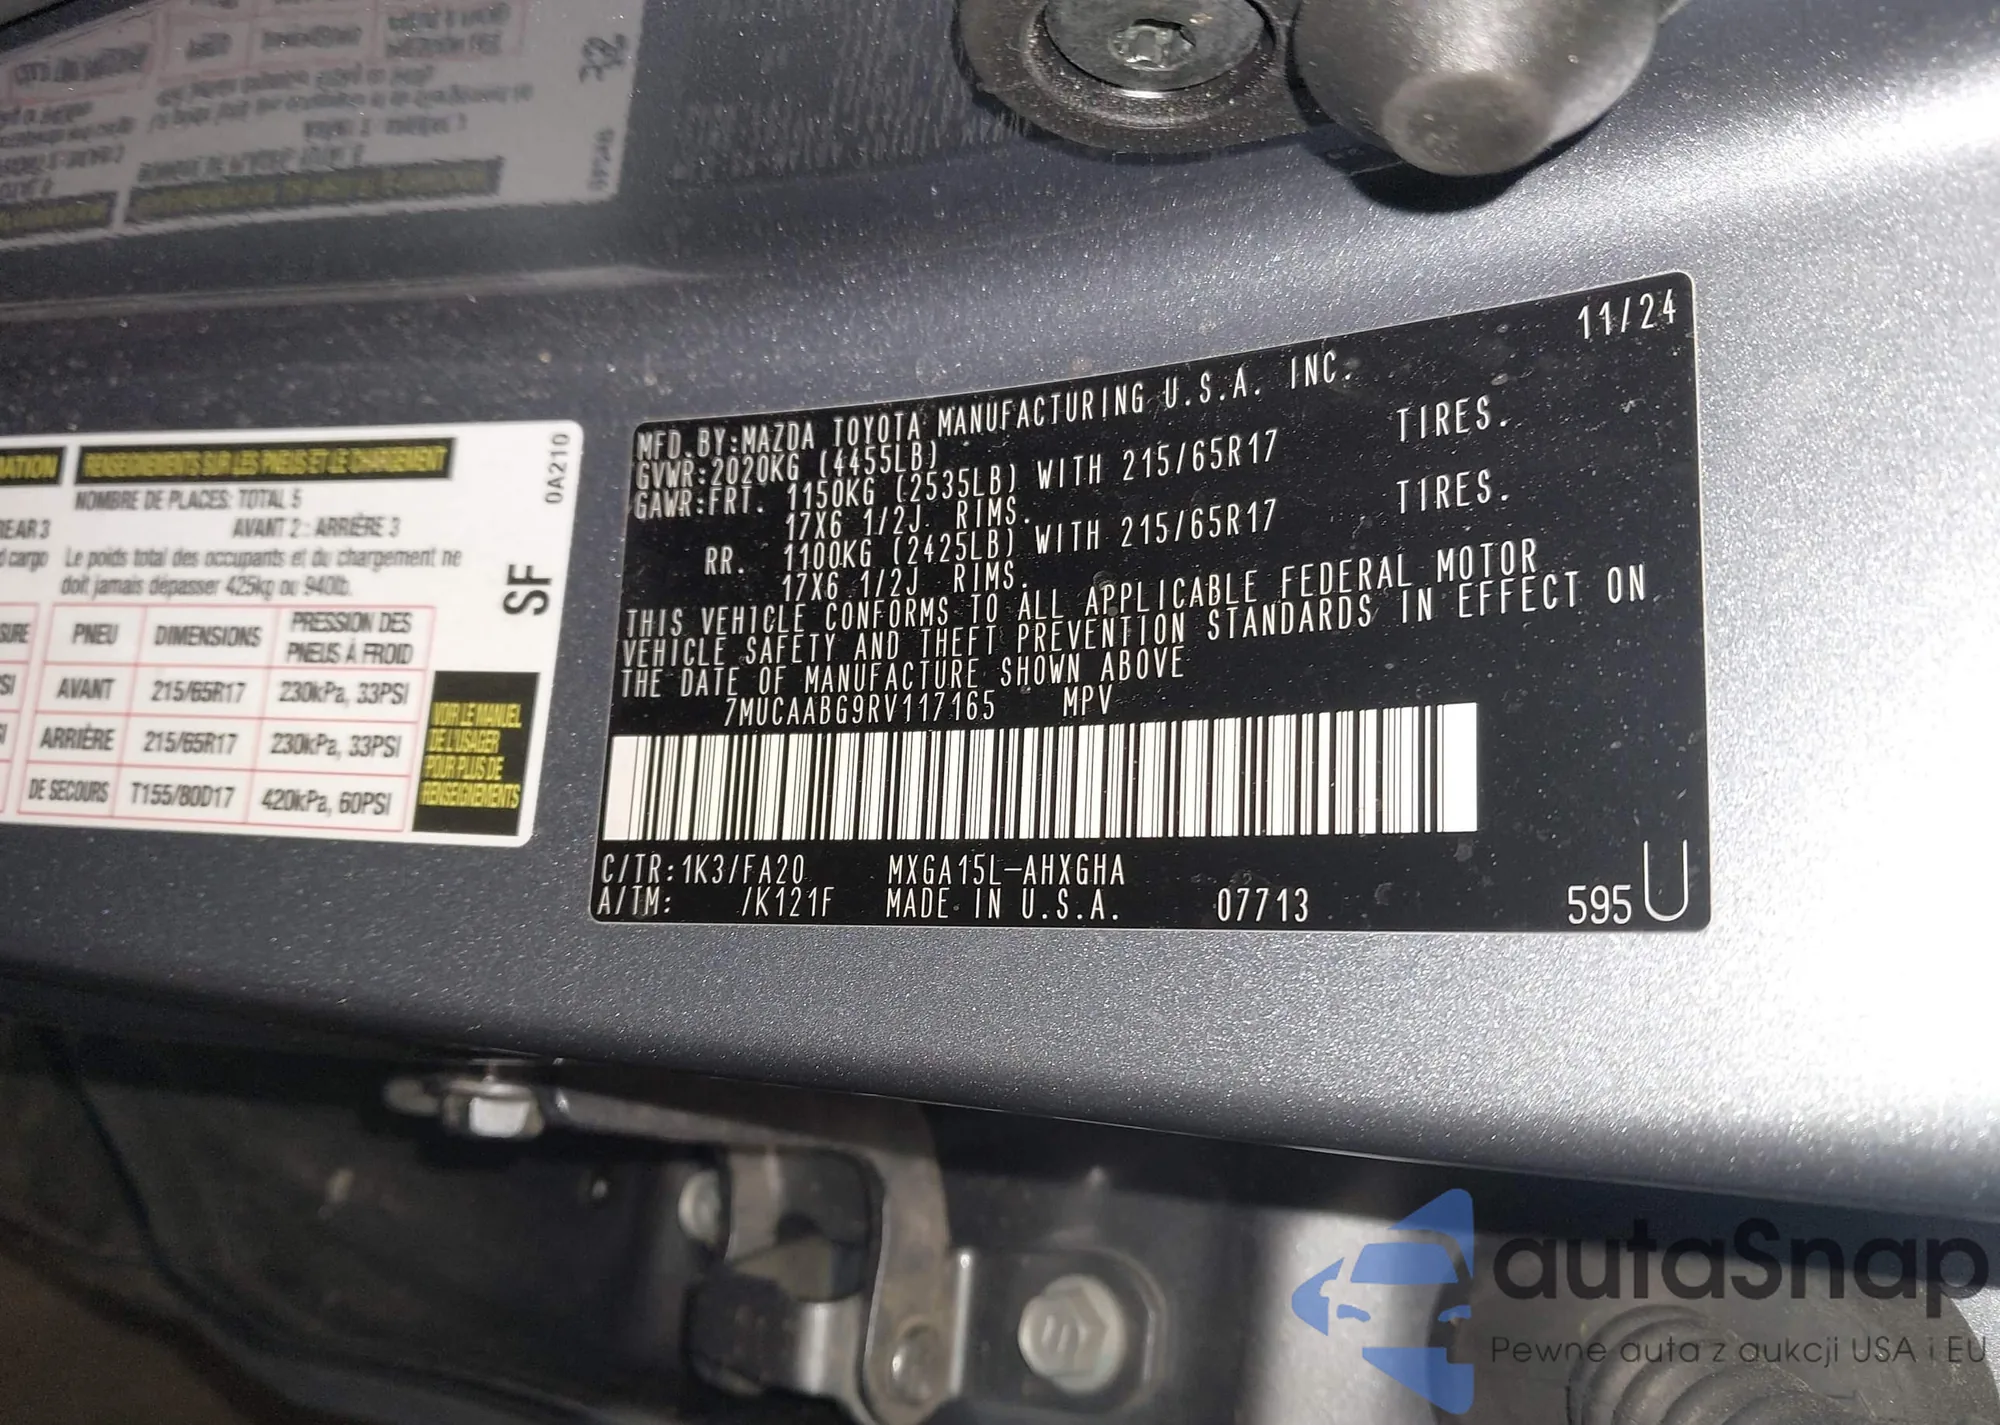 RATION
RENSEIGNEMENTS SUR LES PNEUS ET LE CHARGEMENT
0A210
NOMBRE DE PLACES: TOTAL 5
REAR 3
AVANT 2 : ARRIÈRE 3
cargo
Le poids total des occupants et du chargement ne
doit jamais dépasser 425kg ou 940lb.
SF
PNEU DIMENSIONS PRESSION DES PNEUS À FROID
AVANT 215/65R17 230kPa, 33PSI
ARRIÈRE 215/65R17 230kPa, 33PSI
DE SECOURS T155/80D17 420kPa, 60PSI
VOIR LE MANUEL
DE L'USAGER
POUR PLUS DE
RENSEIGNEMENTS
11/24
MFD.BY:MAZDA TOYOTA MANUFACTURING U.S.A. INC.
GVWR:2020KG (4455LB)
GAWR:FRT. 1150KG (2535LB) WITH 215/65R17 TIRES.
17X6 1/2J RIMS.
RR. 1100KG (2425LB) WITH 215/65R17 TIRES.
17X6 1/2J RIMS.
THIS VEHICLE CONFORMS TO ALL APPLICABLE FEDERAL MOTOR
VEHICLE SAFETY AND THEFT PREVENTION STANDARDS IN EFFECT ON
THE DATE OF MANUFACTURE SHOWN ABOVE
7MUCAABG9RV117165 MPV
C/TR:1K3/FA20 MXGA15L-AHXGHA
A/TM: /K121F MADE IN U.S.A. 07713 595U
autaSnap
Pewne auta z aukcji USA i EU